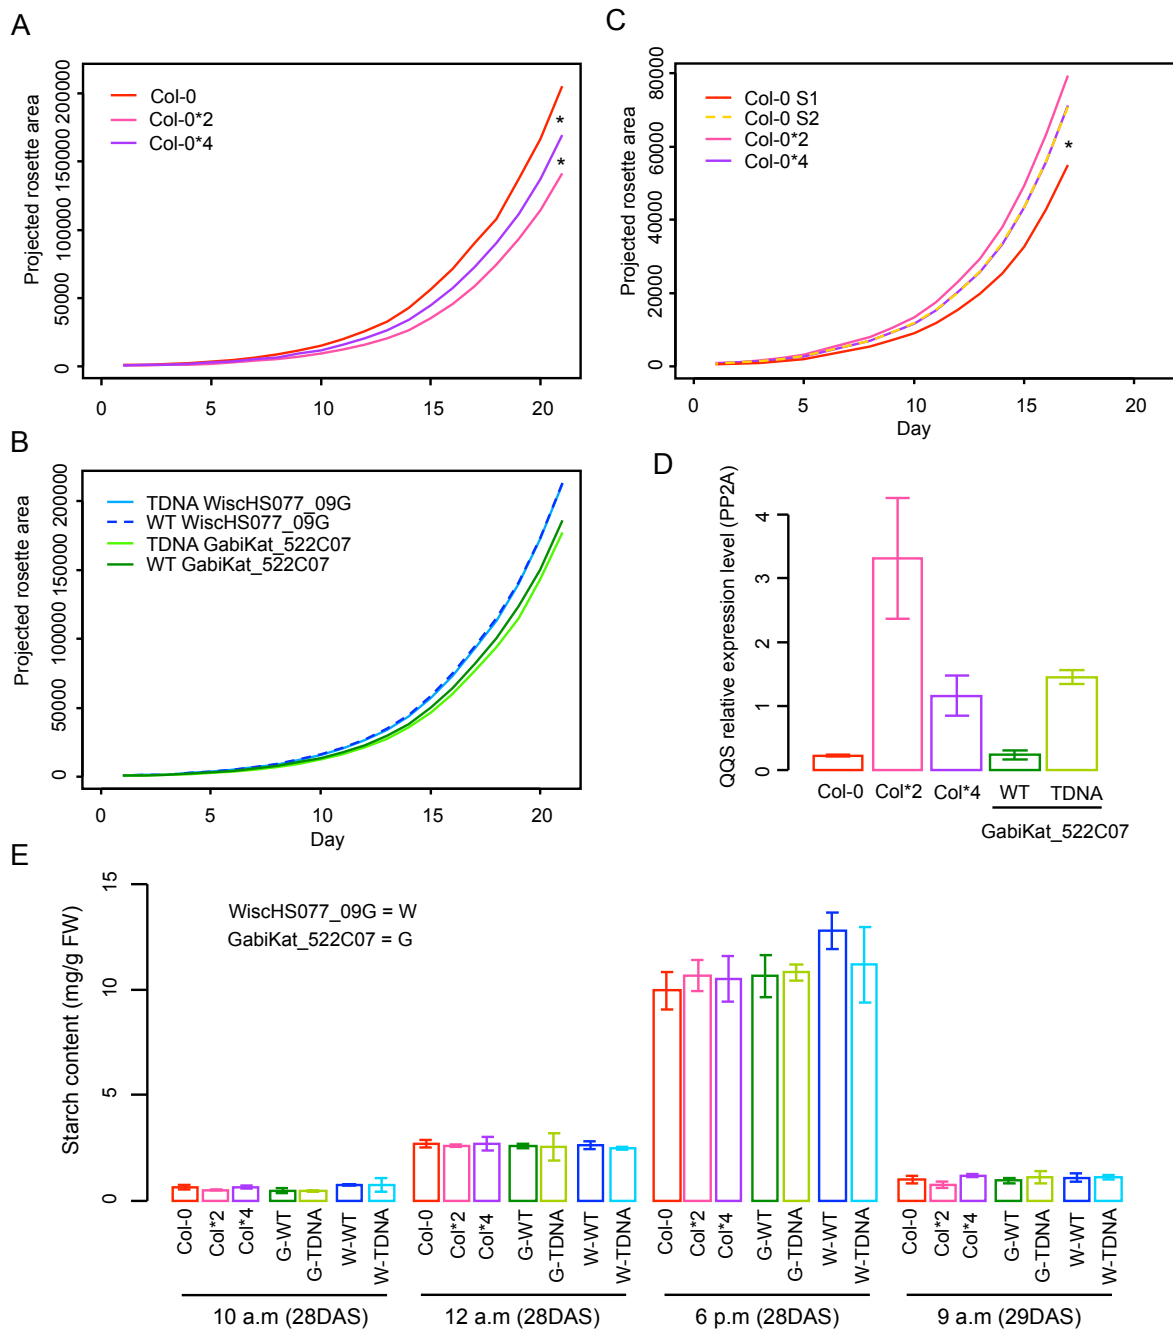 A
Projected rosette area
0
50000
100000
150000
200000
Col-0
Col-0*2
Col-0*4
*
*
0
5
10
15
20
C
Projected rosette area
0
20000
40000
60000
80000
Col-0 S1
Col-0 S2
Col-0*2
Col-0*4
*
0
5
10
15
20
Day
B
Projected rosette area
0
50000
1000000
150000
200000
TDNA WiscHS077_09G
WT WiscHS077_09G
TDNA GabiKat_522C07
WT GabiKat_522C07
0
5
10
15
20
Day
D
QQS relative expression level (PP2A)
0
1
2
3
4
Col-0
Col*2
Col*4
WT
TDNA
GabiKat_522C07
E
Starch content (mg/g FW)
0
5
10
15
WiscHS077_09G = W
GabiKat_522C07 = G
Col-0
Col*2
Col*4
G-WT
G-TDNA
W-WT
W-TDNA
10 a.m (28DAS)
Col-0
Col*2
Col*4
G-WT
G-TDNA
W-WT
W-TDNA
12 a.m (28DAS)
Col-0
Col*2
Col*4
G-WT
G-TDNA
W-WT
W-TDNA
6 p.m (28DAS)
Col-0
Col*2
Col*4
G-WT
G-TDNA
W-WT
W-TDNA
9 a.m (29DAS)